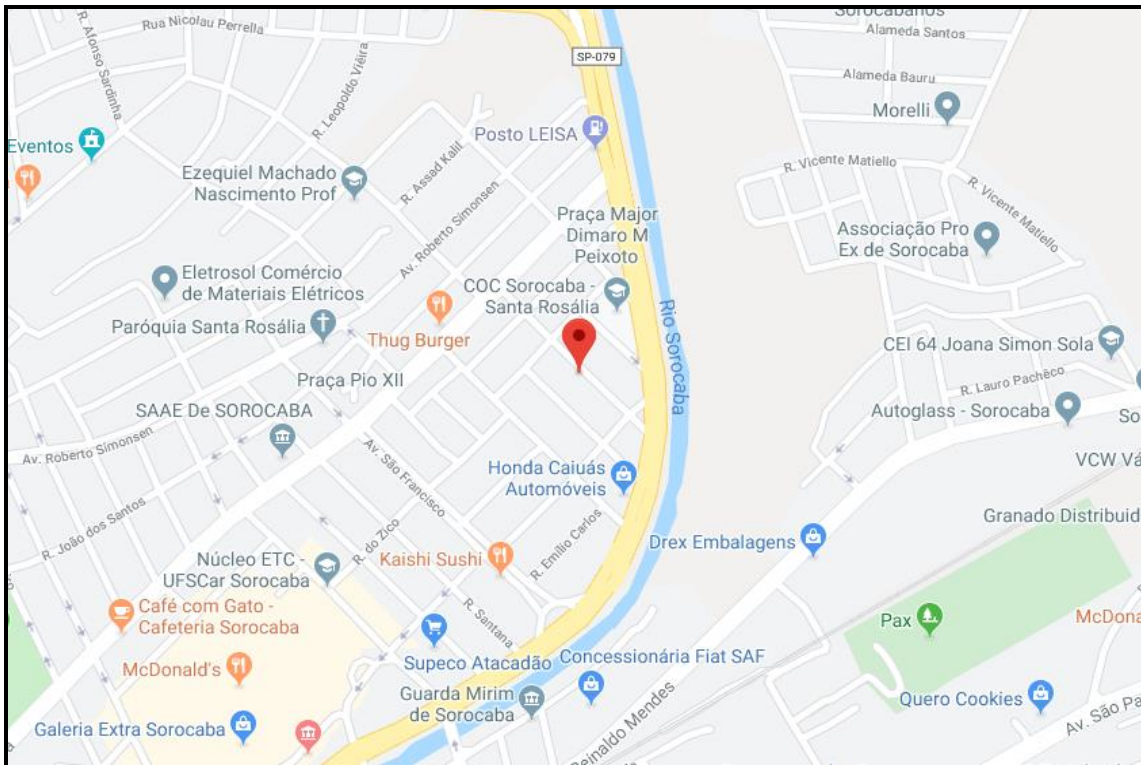 Sorocabanos
Alameda Santos
Rua Nicolau Perrella
R. Afonso Sardinha
R. Leopoldo Viéira
SP-079
Alameda Bauru
Morelli
Posto LEISA
Eventos
R. Vicente Matiello
R. Vicente Matiello
Ezequiel Machado
Nascimento Prof
R. Assad Kalil
Av. Roberto Simonsen
Praça Major
Dimaro M
Peixoto
Associação Pro
Ex de Sorocaba
Eletrosol Comércio
de Materiais Elétricos
COC Sorocaba -
Santa Rosália
Paróquia Santa Rosália
Thug Burger
Rio Sorocaba
CEI 64 Joana Simon Sola
Praça Pio XII
R. Lauro Pachêco
SAAE De SOROCABA
Autoglass - Sorocaba
So
Av. Roberto Simonsen
Av. São Francisco
VCW Vá
Honda Caiuás
Automóveis
R. João dos Santos
R. do Zico
Granado Distribuid
Núcleo ETC -
UFSCar Sorocaba
Kaishi Sushi
R. Emílio Carlos
Drex Embalagens
Café com Gato -
Cafeteria Sorocaba
R. Santana
Pax
McDona
McDonald's
Supeco Atacadão
Concessionária Fiat SAF
Guarda Mirim
de Sorocaba
Reinaldo Mendes
Quero Cookies
Galeria Extra Sorocaba
Av. São Pa